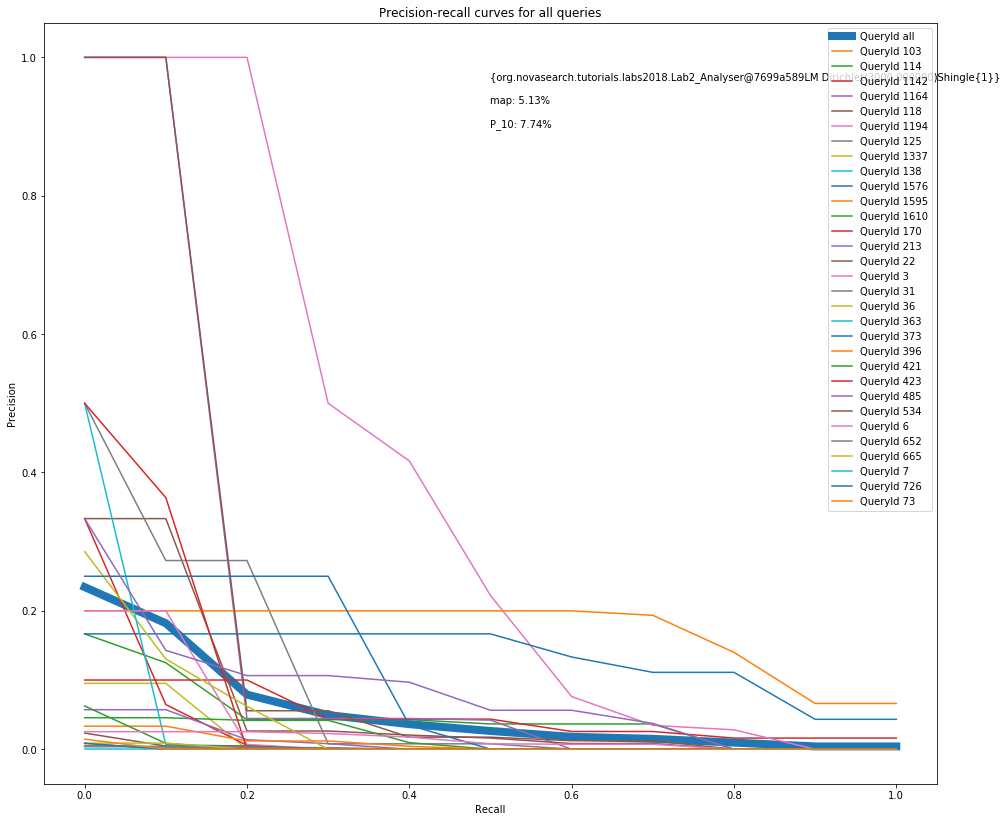 Precision-recall curves for all queries
{org.novasearch.tutorials.labs2018.Lab2_Analyser@7699a589LM Dirichlet(3000.000000)Shingle{1}}
map: 5.13%
P_10: 7.74%
QueryId all
QueryId 103
QueryId 114
QueryId 1142
QueryId 1164
QueryId 118
QueryId 1194
QueryId 125
QueryId 1337
QueryId 138
QueryId 1576
QueryId 1595
QueryId 1610
QueryId 170
QueryId 213
QueryId 22
QueryId 3
QueryId 31
QueryId 36
QueryId 363
QueryId 373
QueryId 396
QueryId 421
QueryId 423
QueryId 485
QueryId 534
QueryId 6
QueryId 652
QueryId 665
QueryId 7
QueryId 726
QueryId 73
1.0
0.8
0.6
0.4
0.2
0.0
Precision
0.0 0.2 0.4 0.6 0.8 1.0
Recall